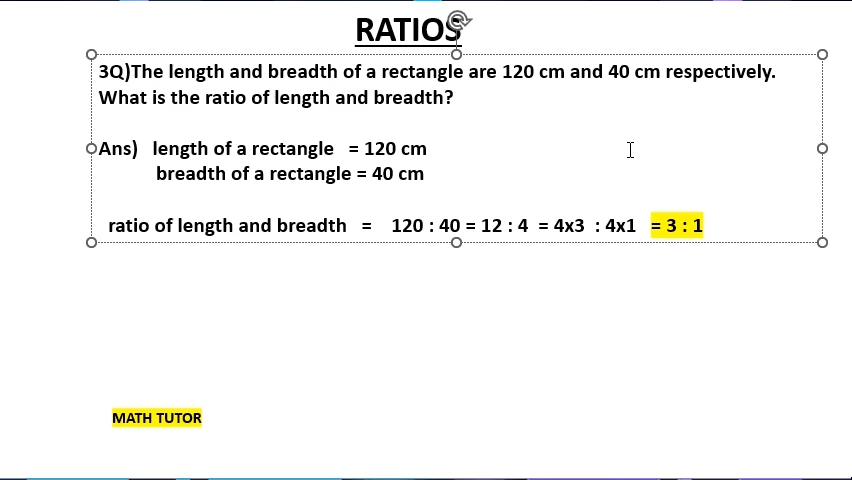 RATIOS
3Q)The length and breadth of a rectangle are 120 cm and 40 cm respectively.
What is the ratio of length and breadth?
Ans) length of a rectangle = 120 cm
breadth of a rectangle = 40 cm
ratio of length and breadth = 120 : 40 = 12 : 4 = 4x3 : 4x1 = 3 : 1
MATH TUTOR